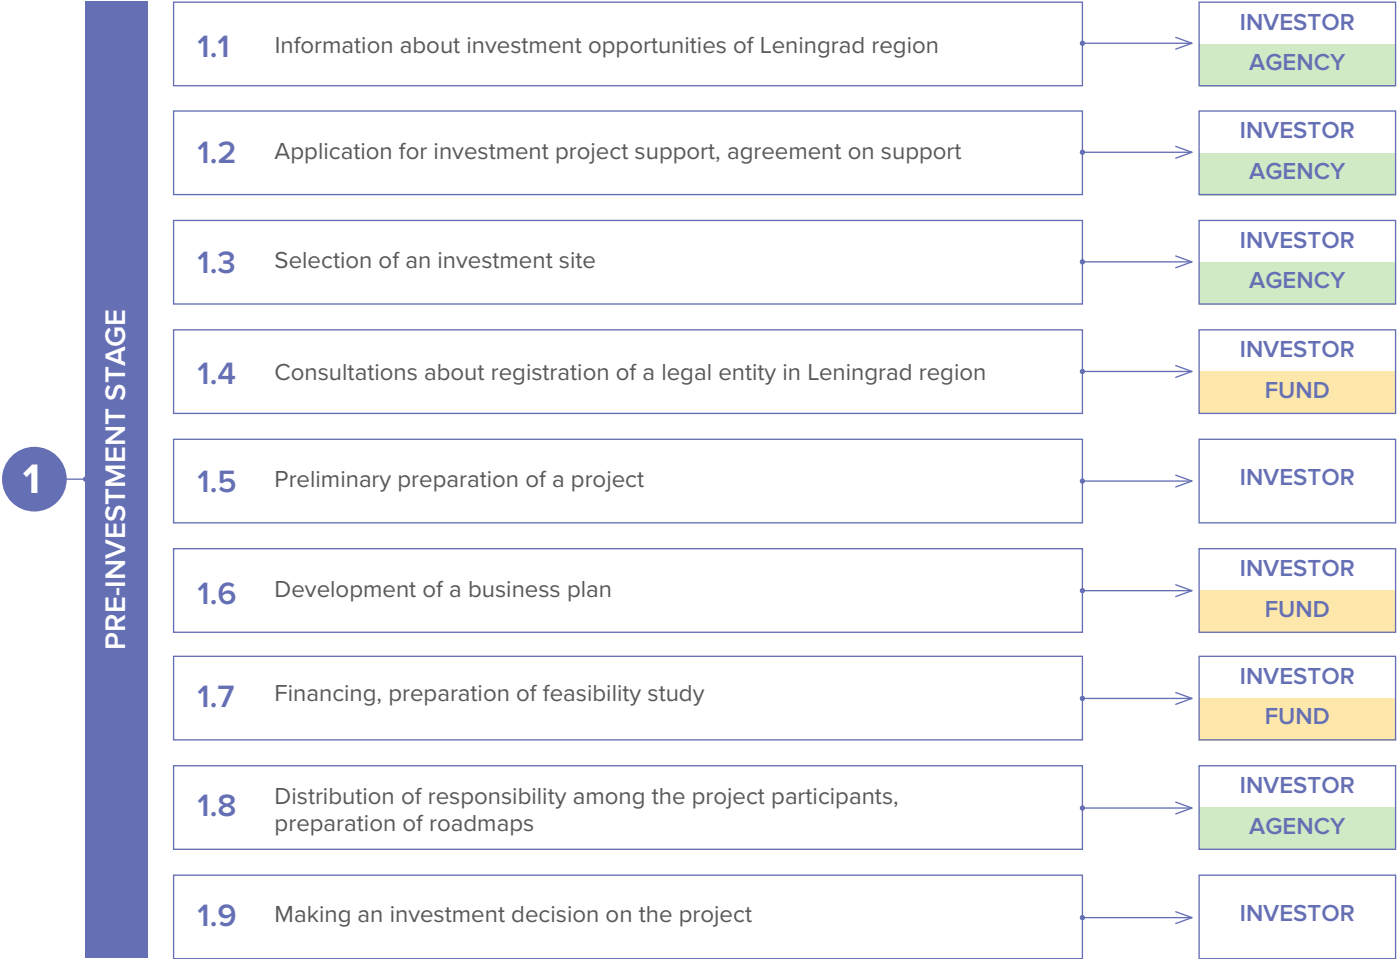 1
PRE-INVESTMENT STAGE
1.1 Information about investment opportunities of Leningrad region
INVESTOR
AGENCY
1.2 Application for investment project support, agreement on support
INVESTOR
AGENCY
1.3 Selection of an investment site
INVESTOR
AGENCY
1.4 Consultations about registration of a legal entity in Leningrad region
INVESTOR
FUND
1.5 Preliminary preparation of a project
INVESTOR
1.6 Development of a business plan
INVESTOR
FUND
1.7 Financing, preparation of feasibility study
INVESTOR
FUND
1.8 Distribution of responsibility among the project participants,
preparation of roadmaps
INVESTOR
AGENCY
1.9 Making an investment decision on the project
INVESTOR